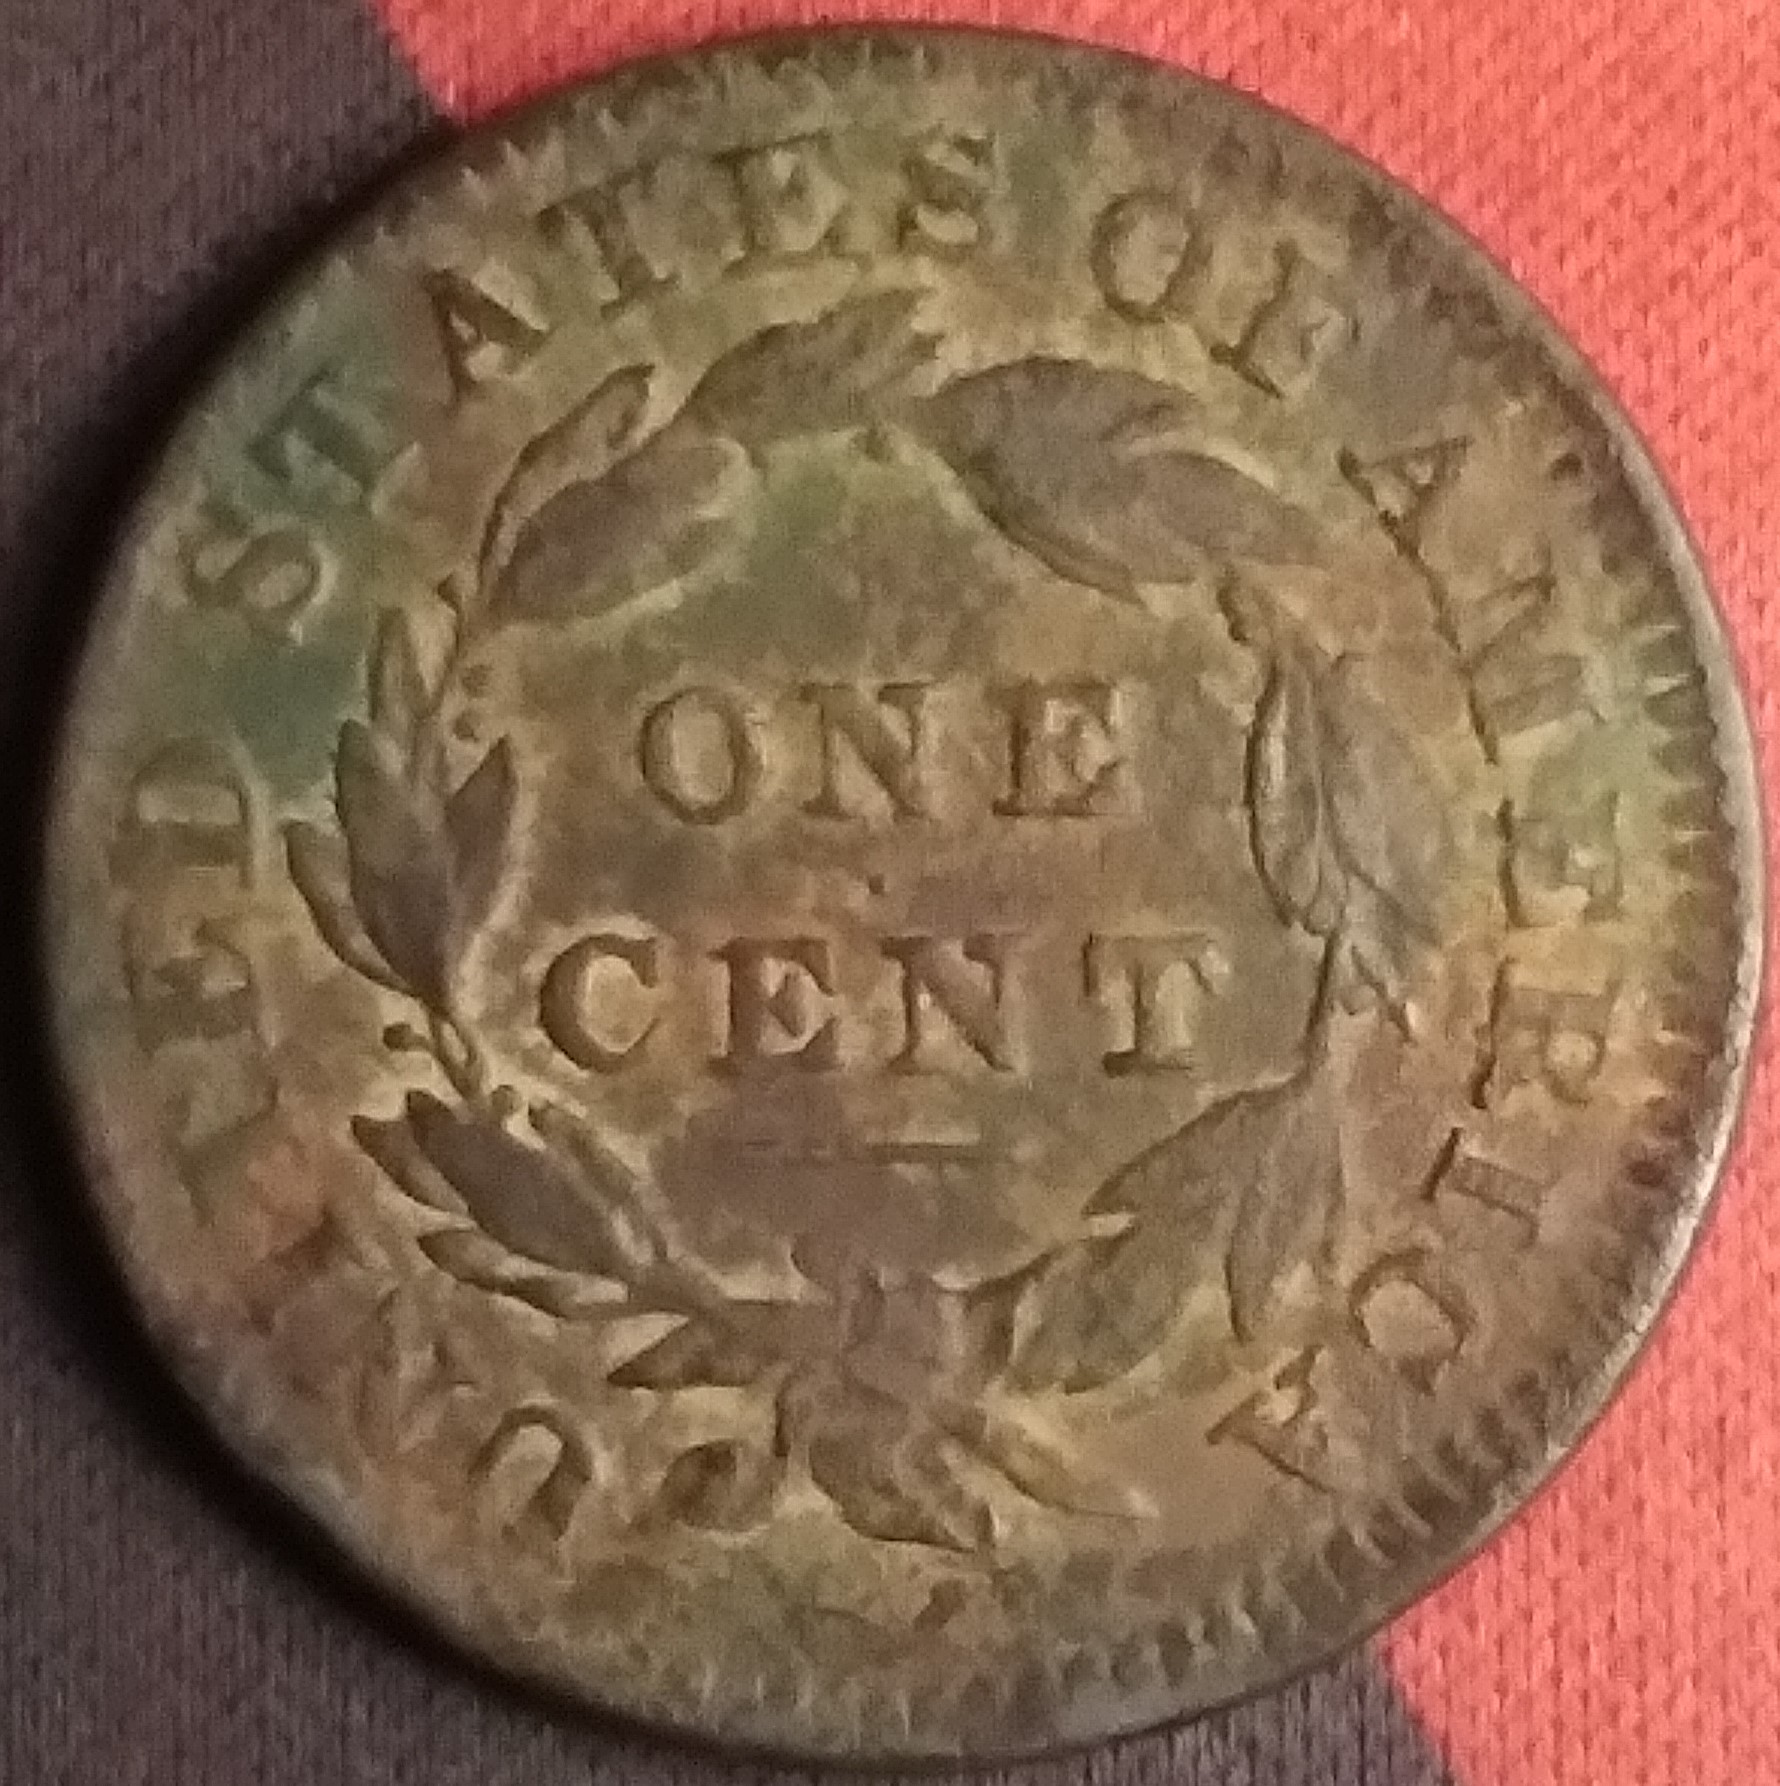 UNITED STATES OF AMERICA
ONE
CENT